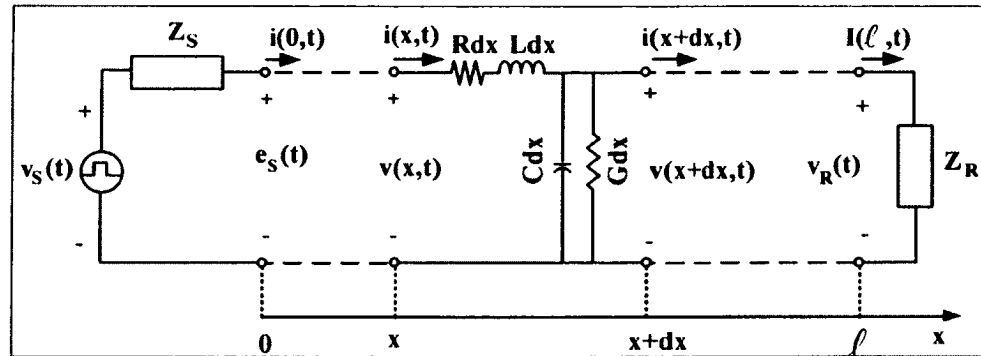 Z_S i(0,t) i(x,t) Rdx Ldx i(x+dx,t) I(ℓ,t)
+ + + + +
v_S(t) e_S(t) v(x,t) Cdx Gdx v(x+dx,t) v_R(t) Z_R
- - - - -
0 x x+dx ℓ x